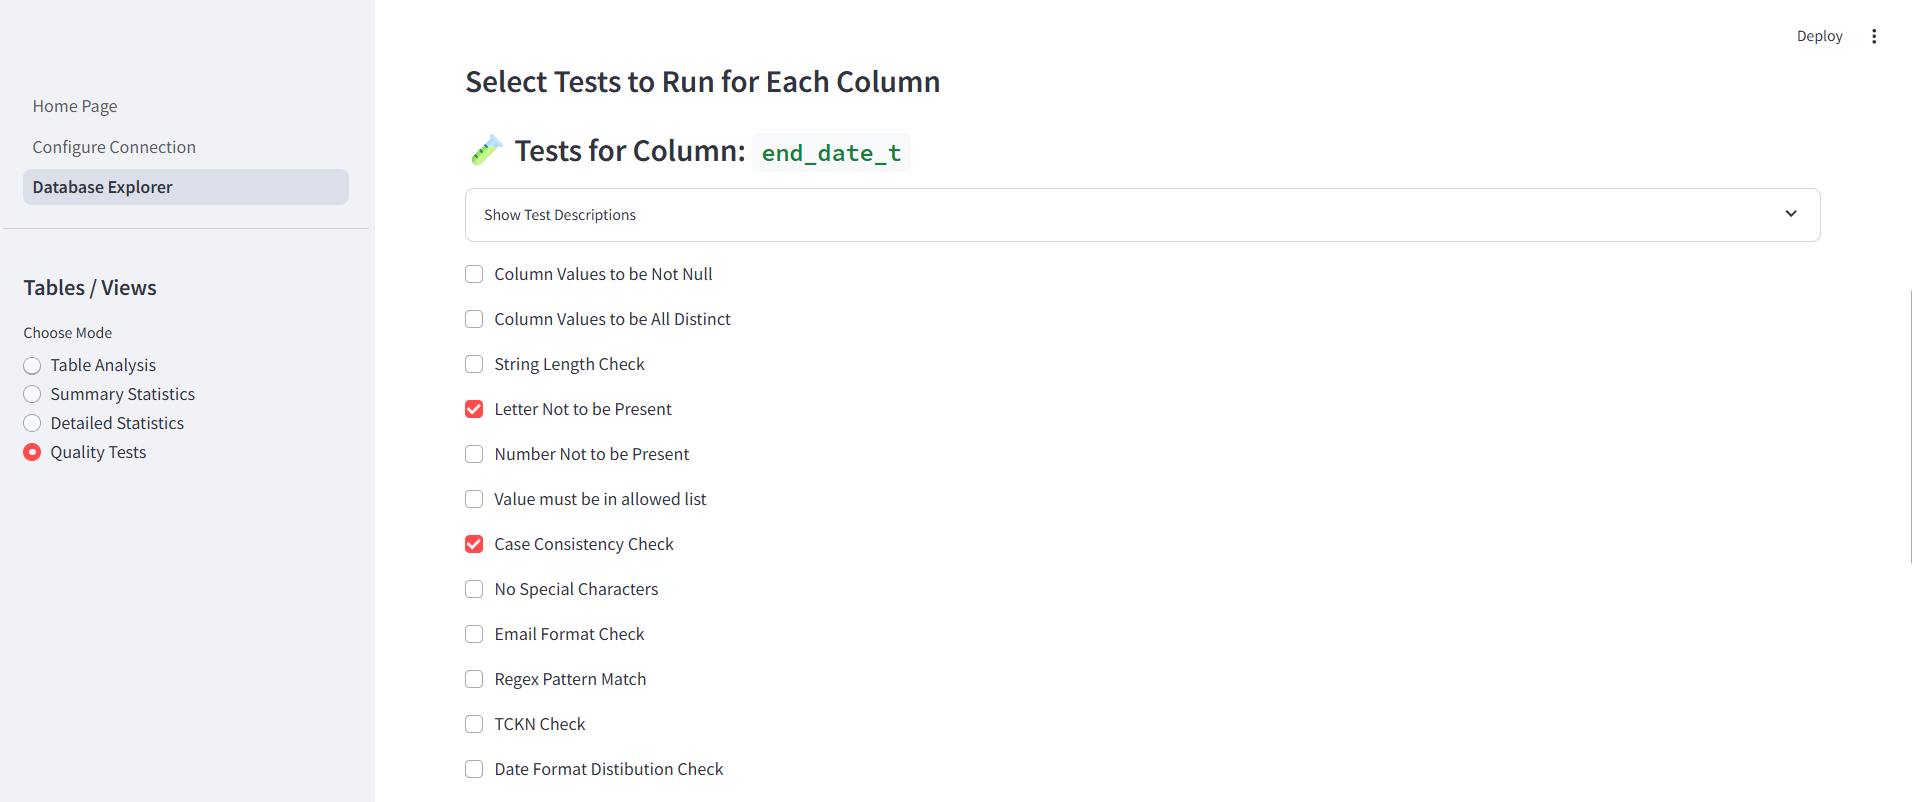 Deploy
Home Page
Configure Connection
Database Explorer
Tables / Views
Choose Mode
Table Analysis
Summary Statistics
Detailed Statistics
Quality Tests
Select Tests to Run for Each Column
Tests for Column: end_date_t
Show Test Descriptions
Column Values to be Not Null
Column Values to be All Distinct
String Length Check
Letter Not to be Present
Number Not to be Present
Value must be in allowed list
Case Consistency Check
No Special Characters
Email Format Check
Regex Pattern Match
TCKN Check
Date Format Distibution Check